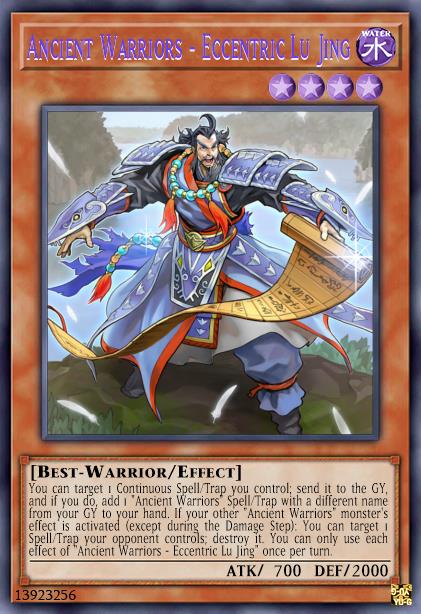 Ancient Warriors - Eccentric Lu Jing
WATER
水
[Best-Warrior/Effect]
You can target 1 Continuous Spell/Trap you control; send it to the GY,
and if you do, add 1 "Ancient Warriors" Spell/Trap with a different name
from your GY to your hand. If your other "Ancient Warriors" monster's
effect is activated (except during the Damage Step): You can target 1
Spell/Trap your opponent controls; destroy it. You can only use each
effect of "Ancient Warriors - Eccentric Lu Jing" once per turn.
ATK/ 700 DEF/2000
13923256